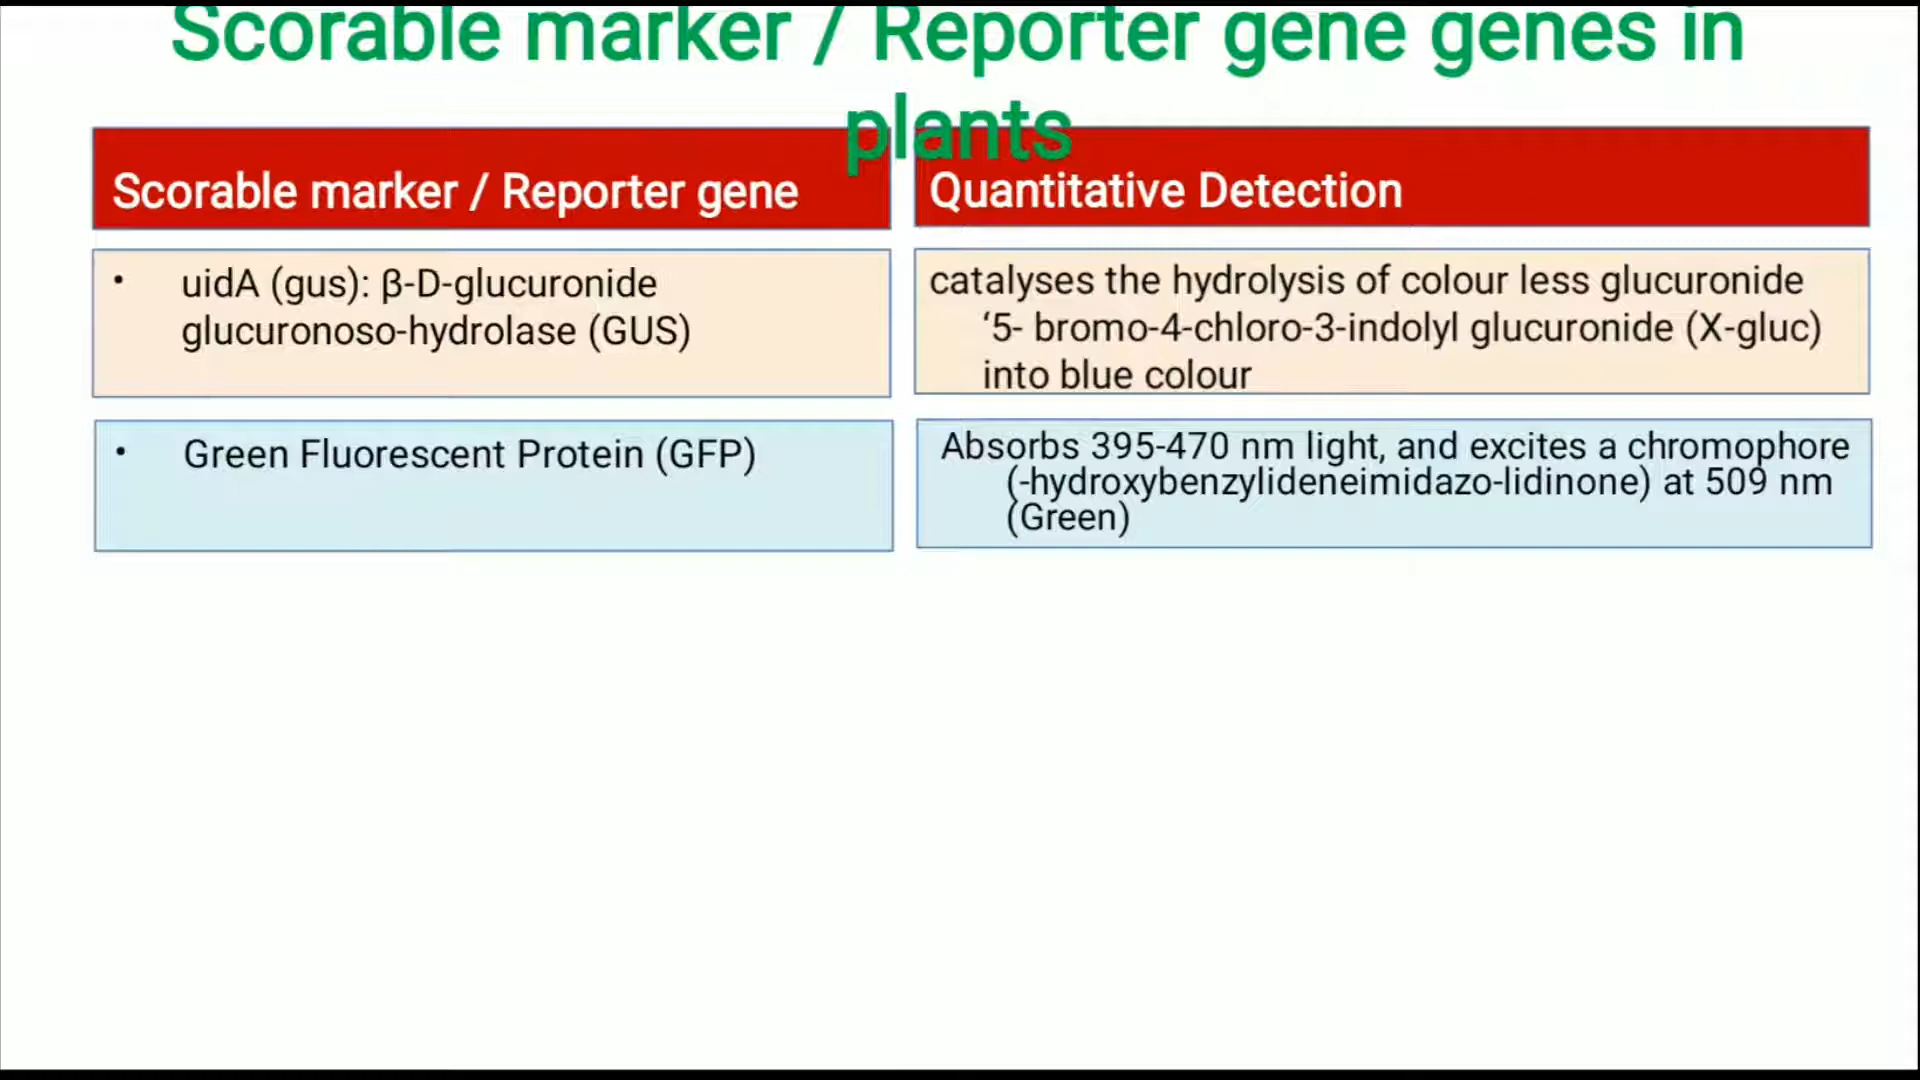 Scorable marker / Reporter gene genes in
plants
Scorable marker / Reporter gene
Quantitative Detection
• uidA (gus): β-D-glucuronide
glucuronoso-hydrolase (GUS)
catalyses the hydrolysis of colour less glucuronide
‘5- bromo-4-chloro-3-indolyl glucuronide (X-gluc)
into blue colour
• Green Fluorescent Protein (GFP)
Absorbs 395-470 nm light, and excites a chromophore
(-hydroxybenzylideneimidazo-lidinone) at 509 nm
(Green)